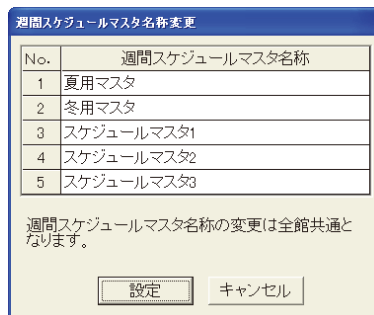 週間スケジュールマスタ名称変更
No. 週間スケジュールマスタ名称
1 夏用マスタ
2 冬用マスタ
3 スケジュールマスタ1
4 スケジュールマスタ2
5 スケジュールマスタ3
週間スケジュールマスタ名称の変更は全館共通と
なります。
設定 キャンセル